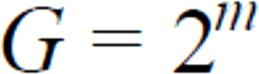 G = 2^m